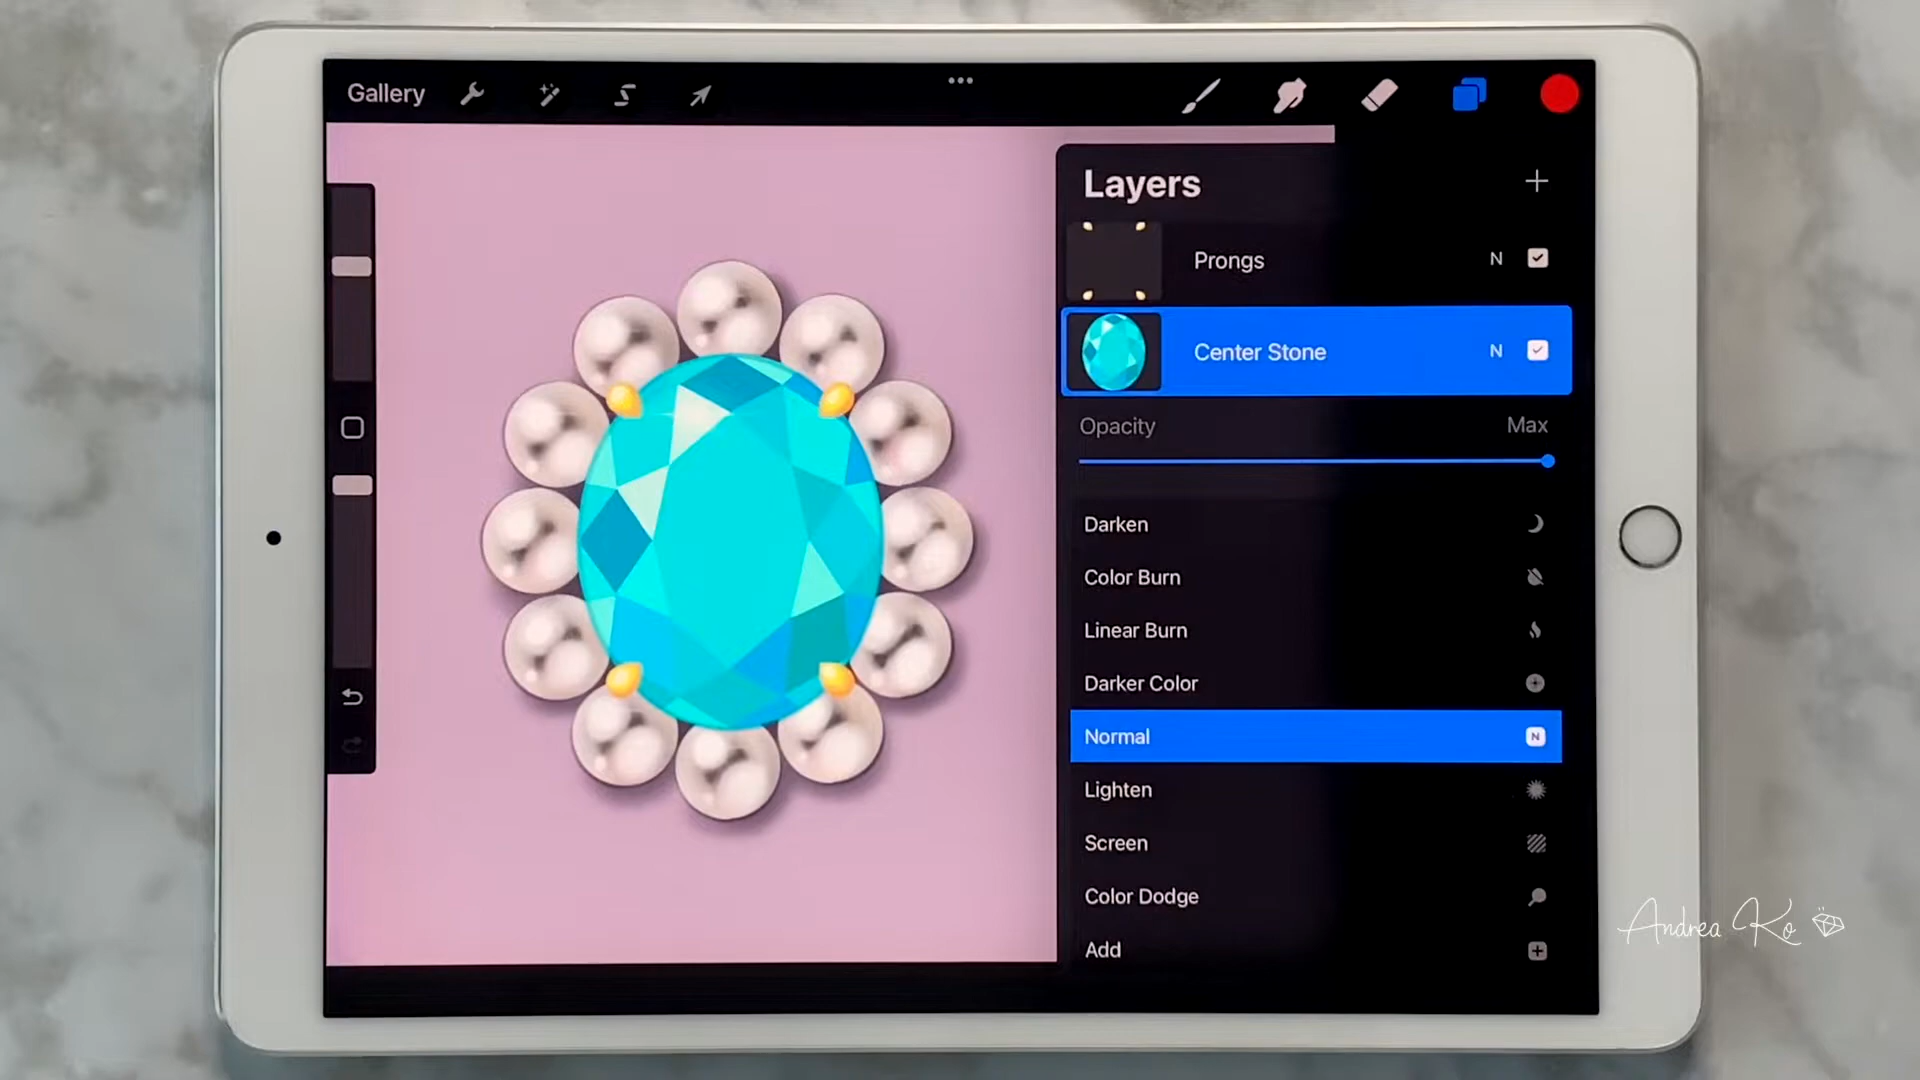 Gallery
Layers
Prongs N
Center Stone N
Opacity Max
Darken
Color Burn
Linear Burn
Darker Color
Normal N
Lighten
Screen
Color Dodge
Add
Andrea Ko